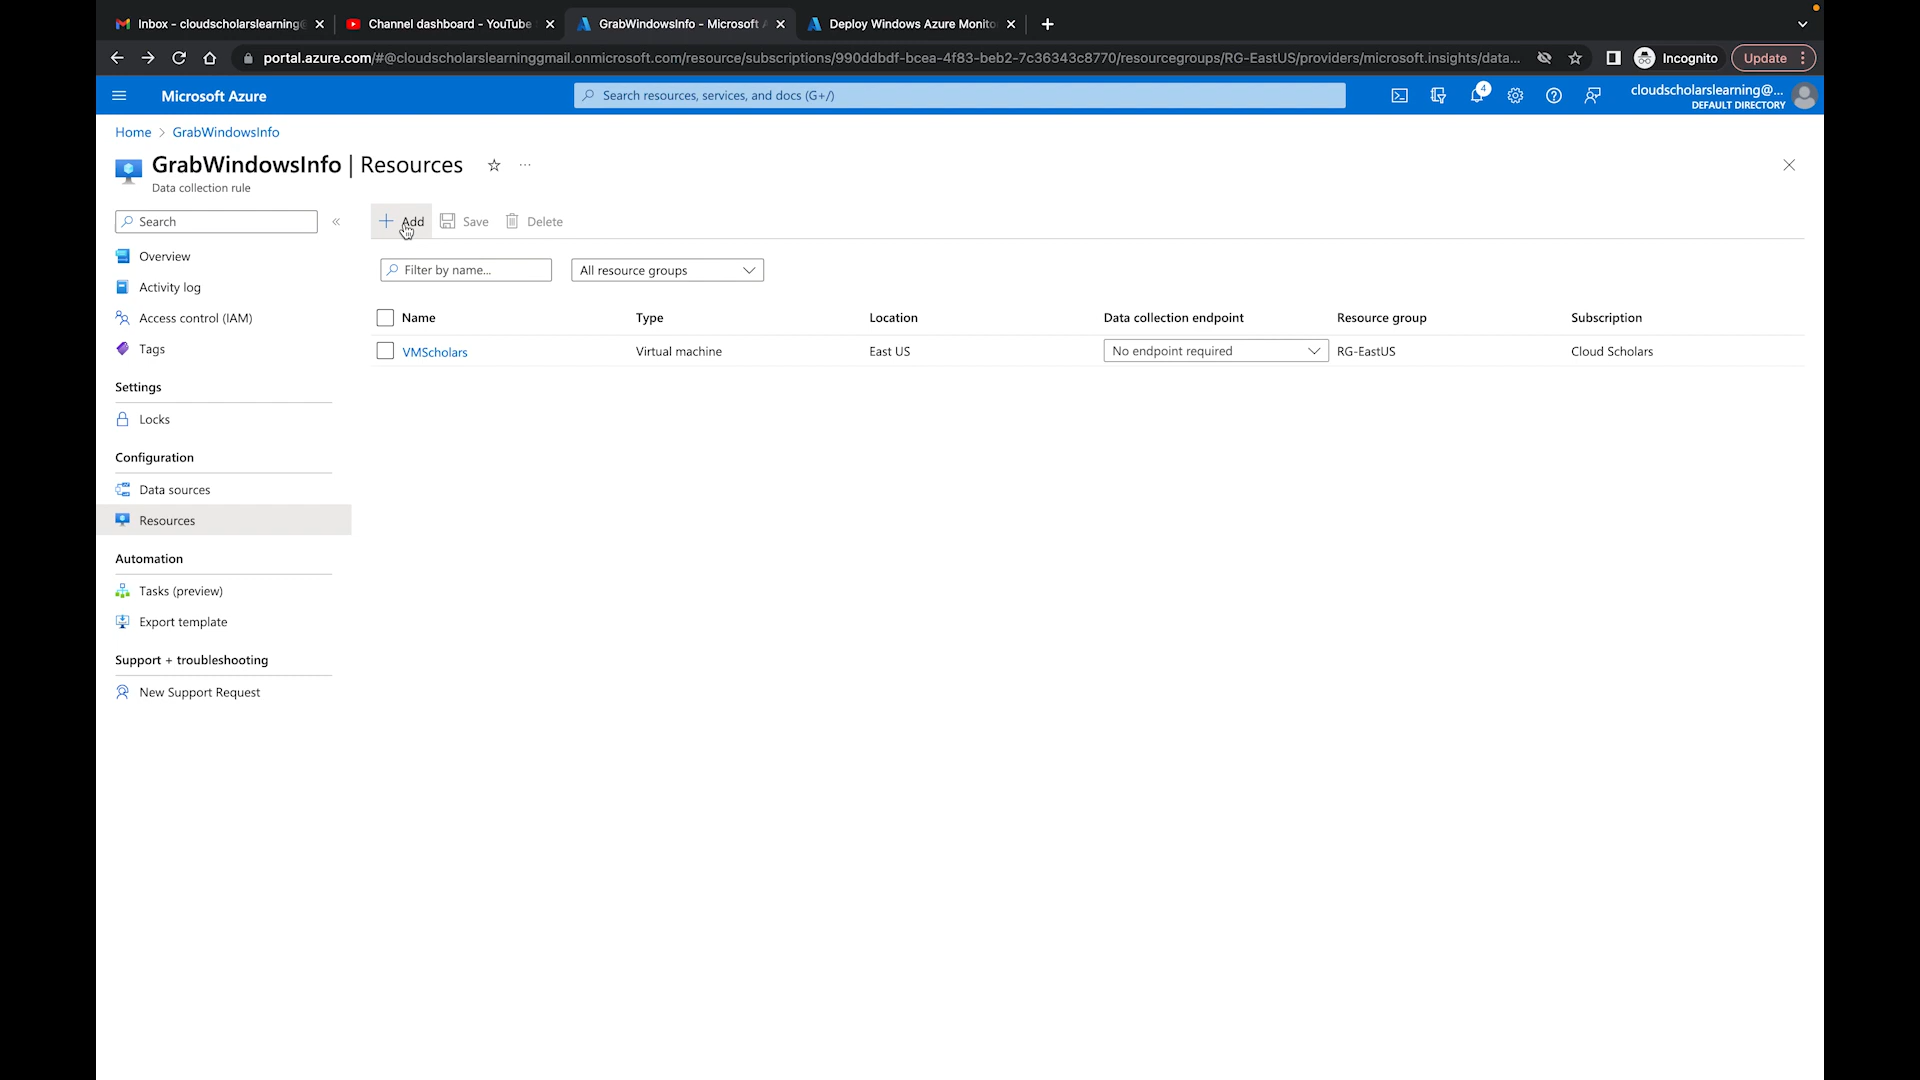 Inbox - cloudscholarslearning
Channel dashboard - YouTube
GrabWindowsInfo - Microsoft
Deploy Windows Azure Monito
portal.azure.com/#@cloudscholarslearninggmail.onmicrosoft.com/resource/subscriptions/990ddbdf-bcea-4f83-beb2-7c36343c8770/resourcegroups/RG-EastUS/providers/microsoft.insights/data...
Incognito
Update
Microsoft Azure
Search resources, services, and docs (G+/)
4
cloudscholarslearning@...
DEFAULT DIRECTORY
Home > GrabWindowsInfo
GrabWindowsInfo | Resources
Data collection rule
Search
Add
Save
Delete
Overview
Activity log
Access control (IAM)
Tags
Settings
Locks
Configuration
Data sources
Resources
Automation
Tasks (preview)
Export template
Support + troubleshooting
New Support Request
Filter by name...
All resource groups
Name Type Location Data collection endpoint Resource group Subscription
VMScholars Virtual machine East US No endpoint required RG-EastUS Cloud Scholars